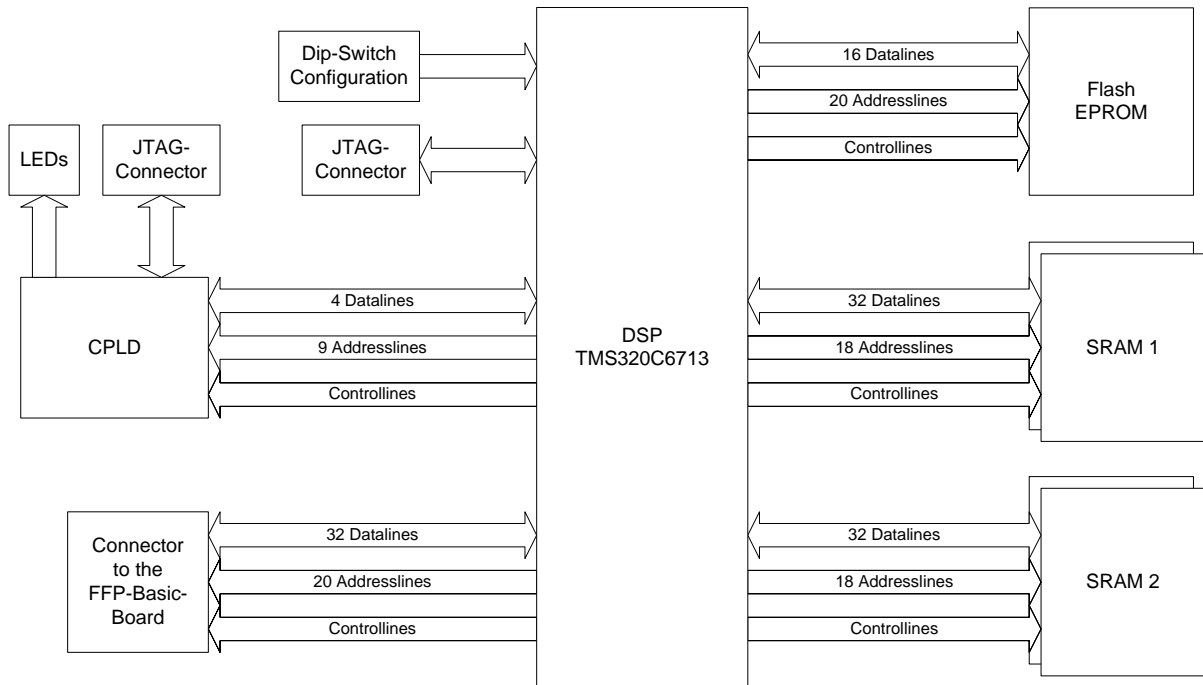 Dip-Switch
Configuration
16 Datalines
20 Addresslines
Controllines
Flash
EPROM
LEDs
JTAG-
Connector
JTAG-
Connector
4 Datalines
9 Addresslines
Controllines
CPLD
DSP
TMS320C6713
32 Datalines
18 Addresslines
Controllines
SRAM 1
Connector
to the
FFP-Basic-
Board
32 Datalines
20 Addresslines
Controllines
32 Datalines
18 Addresslines
Controllines
SRAM 2